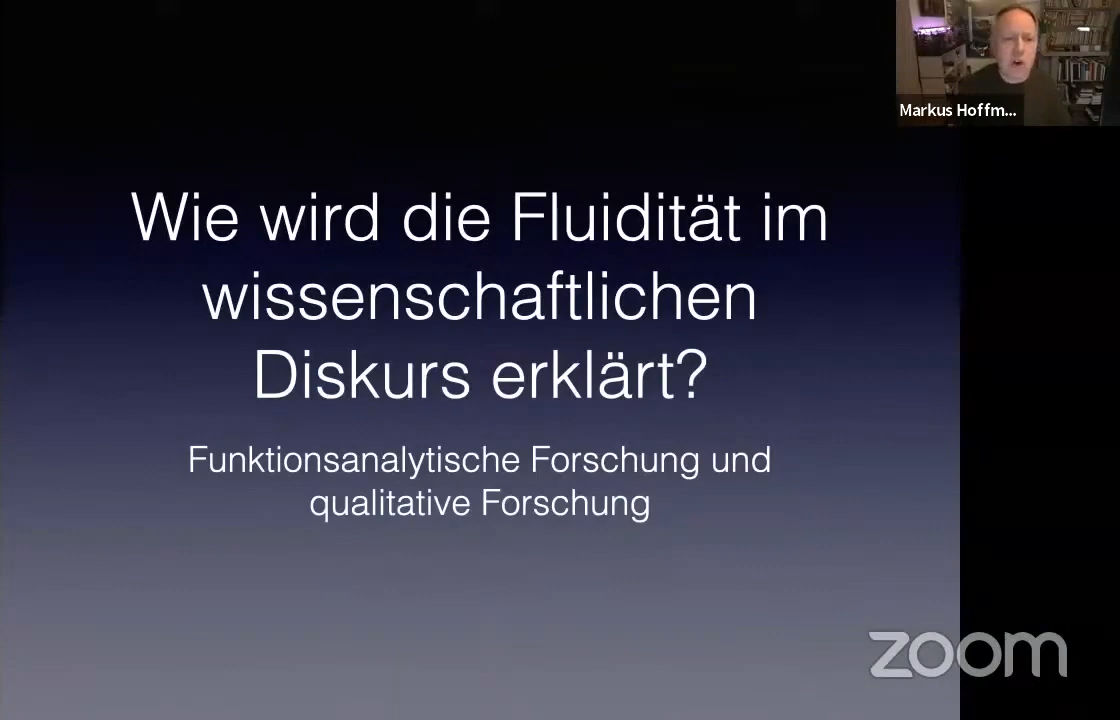 Markus Hoffm...
Wie wird die Fluidität im
wissenschaftlichen
Diskurs erklärt?
Funktionsanalytische Forschung und
qualitative Forschung
zoom